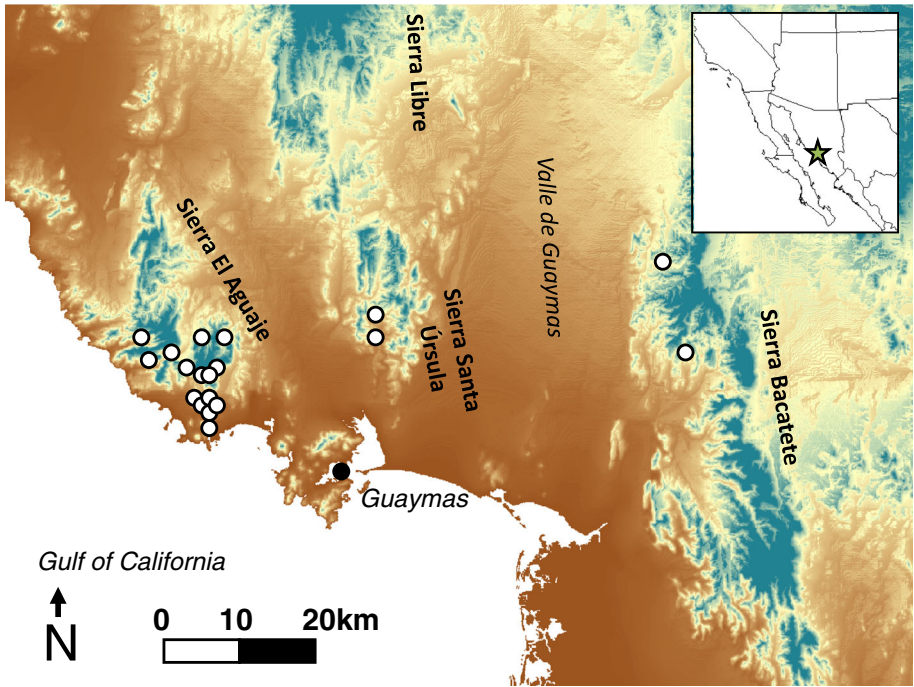 Sierra Libre
Sierra El Aguaje
Valle de Guaymas
Sierra Santa
Úrsula
Sierra Bacatete
Guaymas
Gulf of California
N
0 10 20km